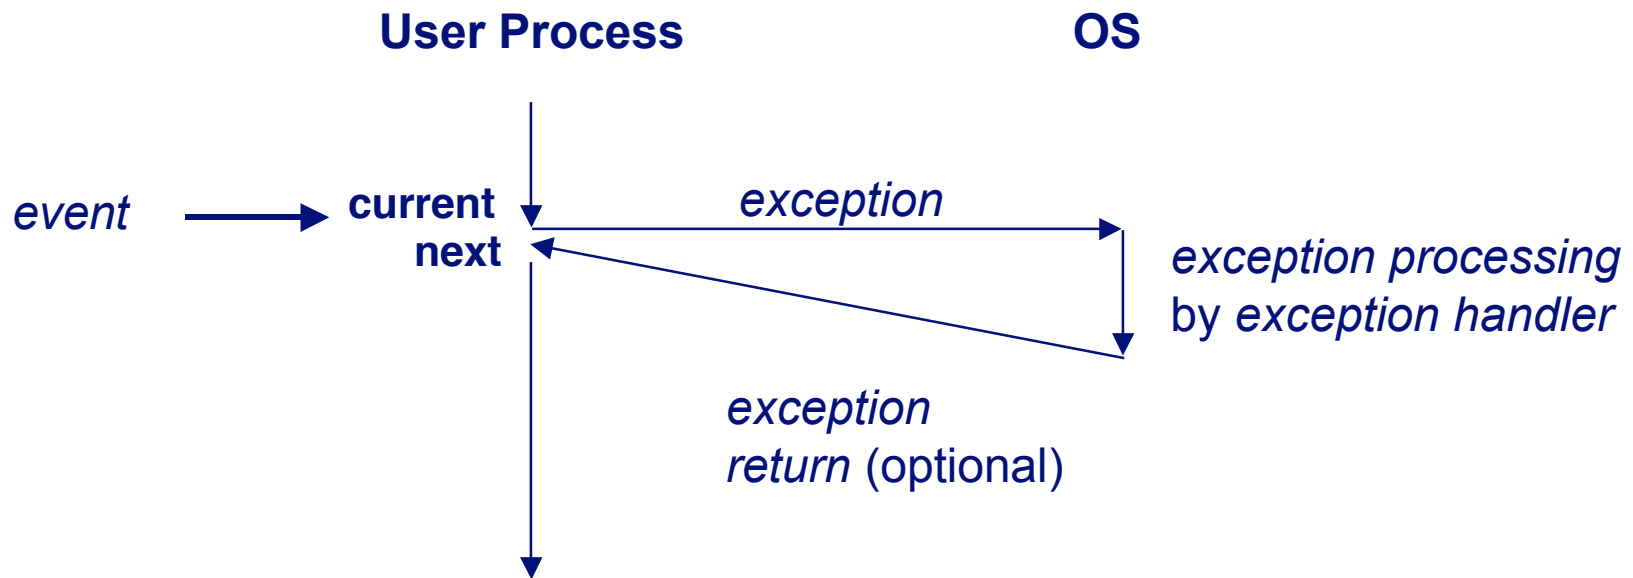 User Process
OS
event
current
next
exception
exception processing
by exception handler
exception
return (optional)